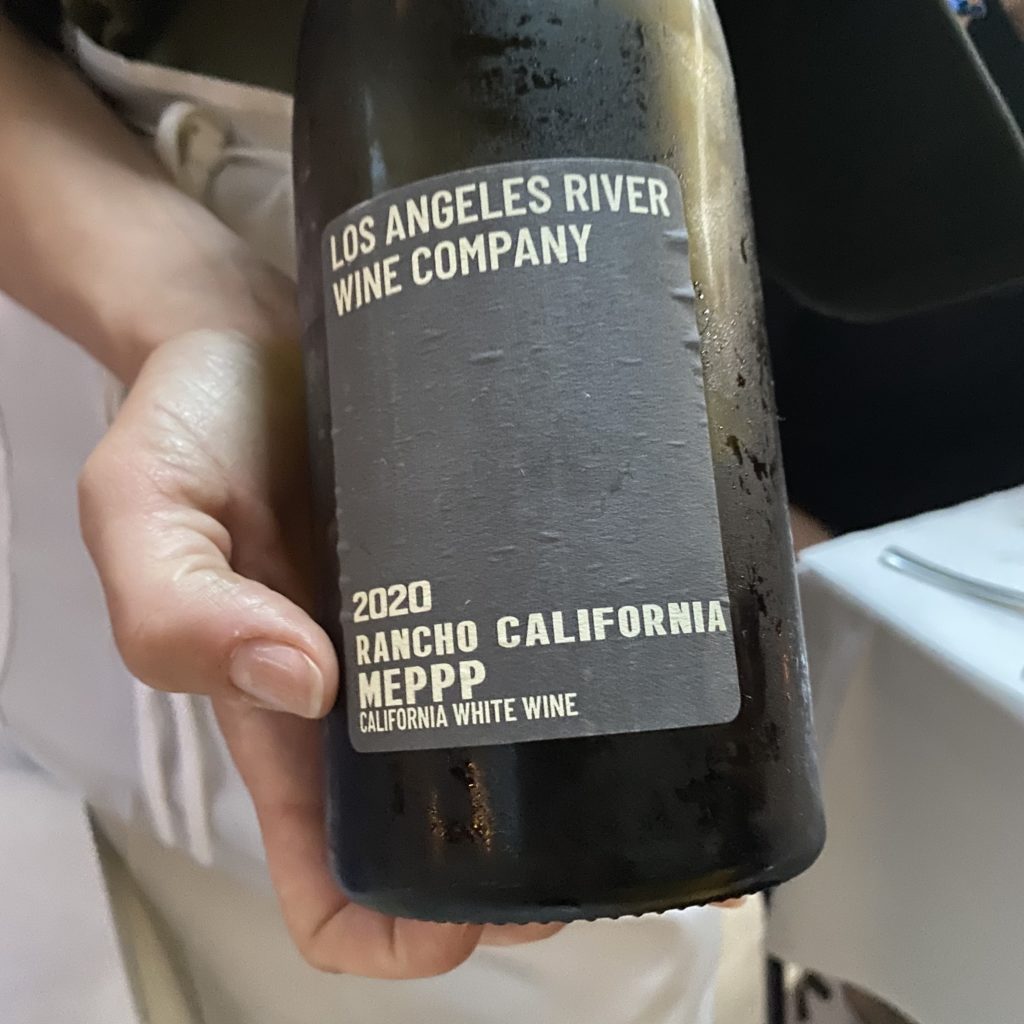 LOS ANGELES RIVER
WINE COMPANY
2020
RANCHO CALIFORNIA
MEPPP
CALIFORNIA WHITE WINE